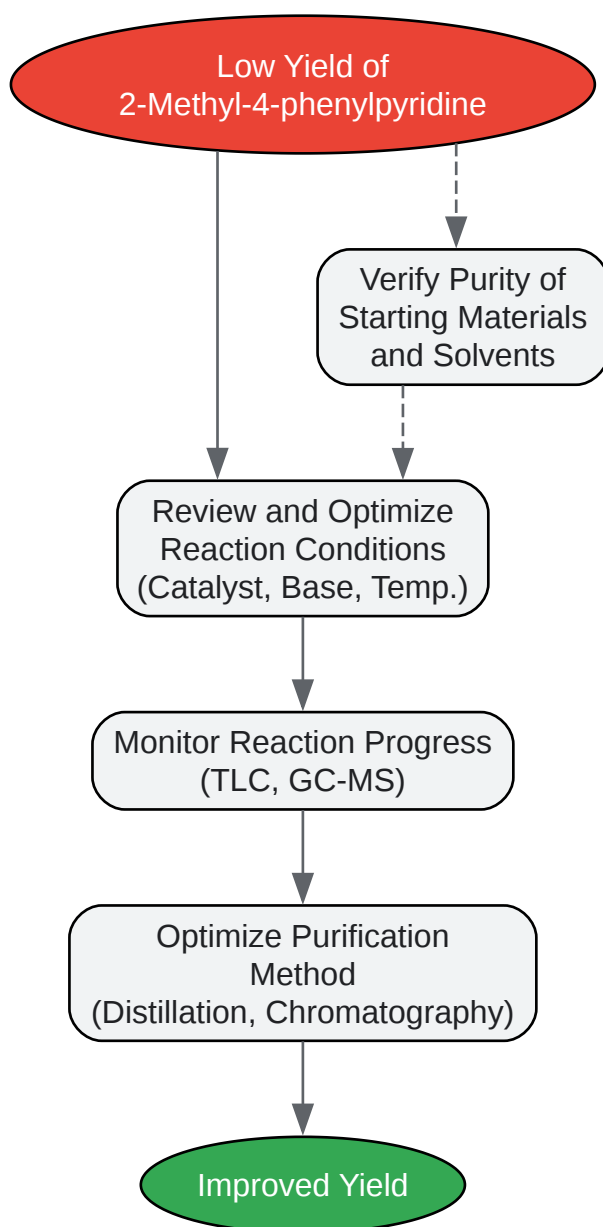 Low Yield of
2-Methyl-4-phenylpyridine
Verify Purity of
Starting Materials
and Solvents
Review and Optimize
Reaction Conditions
(Catalyst, Base, Temp.)
Monitor Reaction Progress
(TLC, GC-MS)
Optimize Purification
Method
(Distillation, Chromatography)
Improved Yield